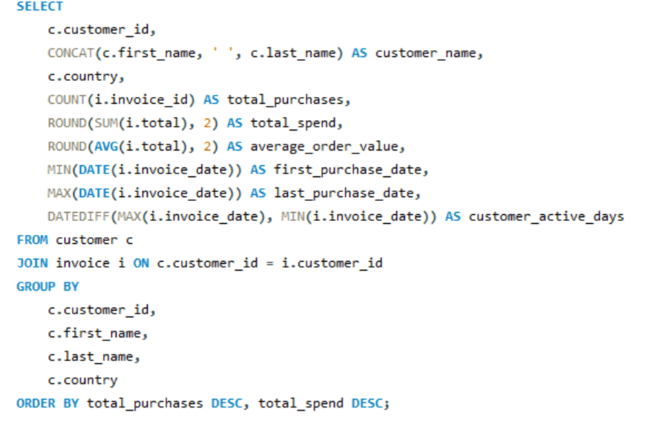 SELECT
    c.customer_id,
    CONCAT(c.first_name, ' ', c.last_name) AS customer_name,
    c.country,
    COUNT(i.invoice_id) AS total_purchases,
    ROUND(SUM(i.total), 2) AS total_spend,
    ROUND(AVG(i.total), 2) AS average_order_value,
    MIN(DATE(i.invoice_date)) AS first_purchase_date,
    MAX(DATE(i.invoice_date)) AS last_purchase_date,
    DATEDIFF(MAX(i.invoice_date), MIN(i.invoice_date)) AS customer_active_days
FROM customer c
JOIN invoice i ON c.customer_id = i.customer_id
GROUP BY
    c.customer_id,
    c.first_name,
    c.last_name,
    c.country
ORDER BY total_purchases DESC, total_spend DESC;